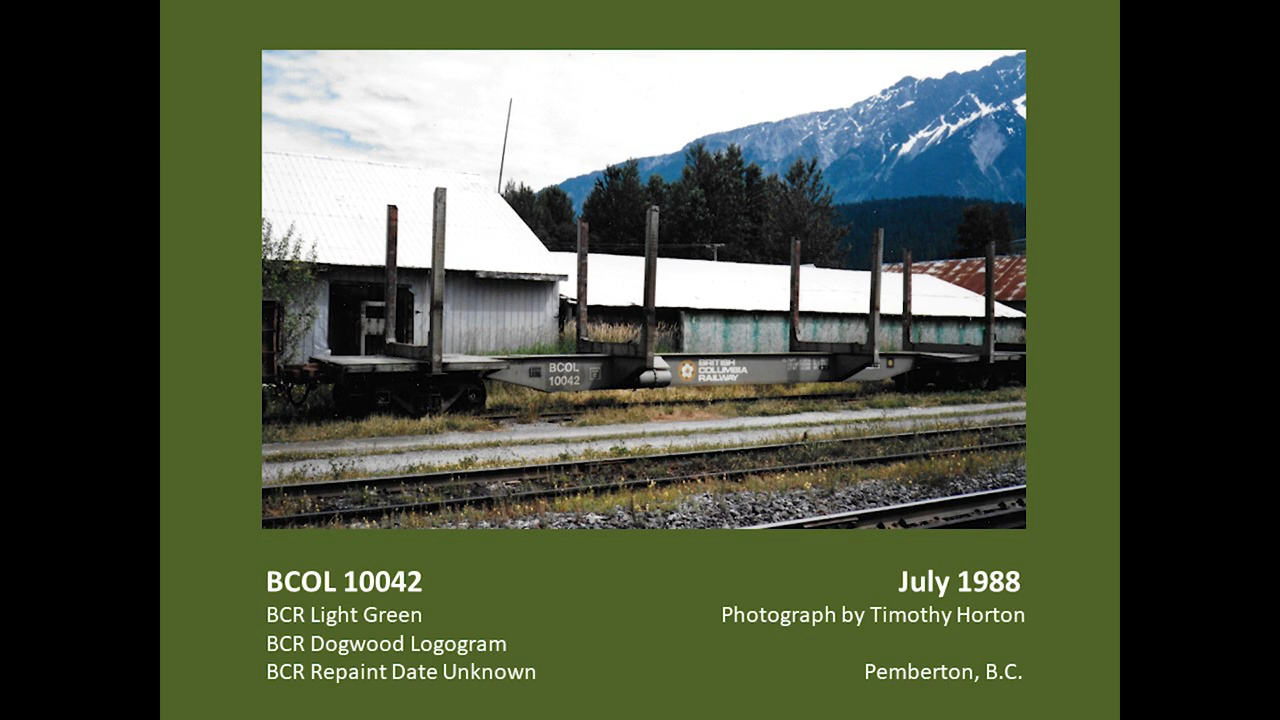 BCOL
10042
BRITISH
COLUMBIA
RAILWAY
BCOL 10042
BCR Light Green
BCR Dogwood Logogram
BCR Repaint Date Unknown
July 1988
Photograph by Timothy Horton
Pemberton, B.C.